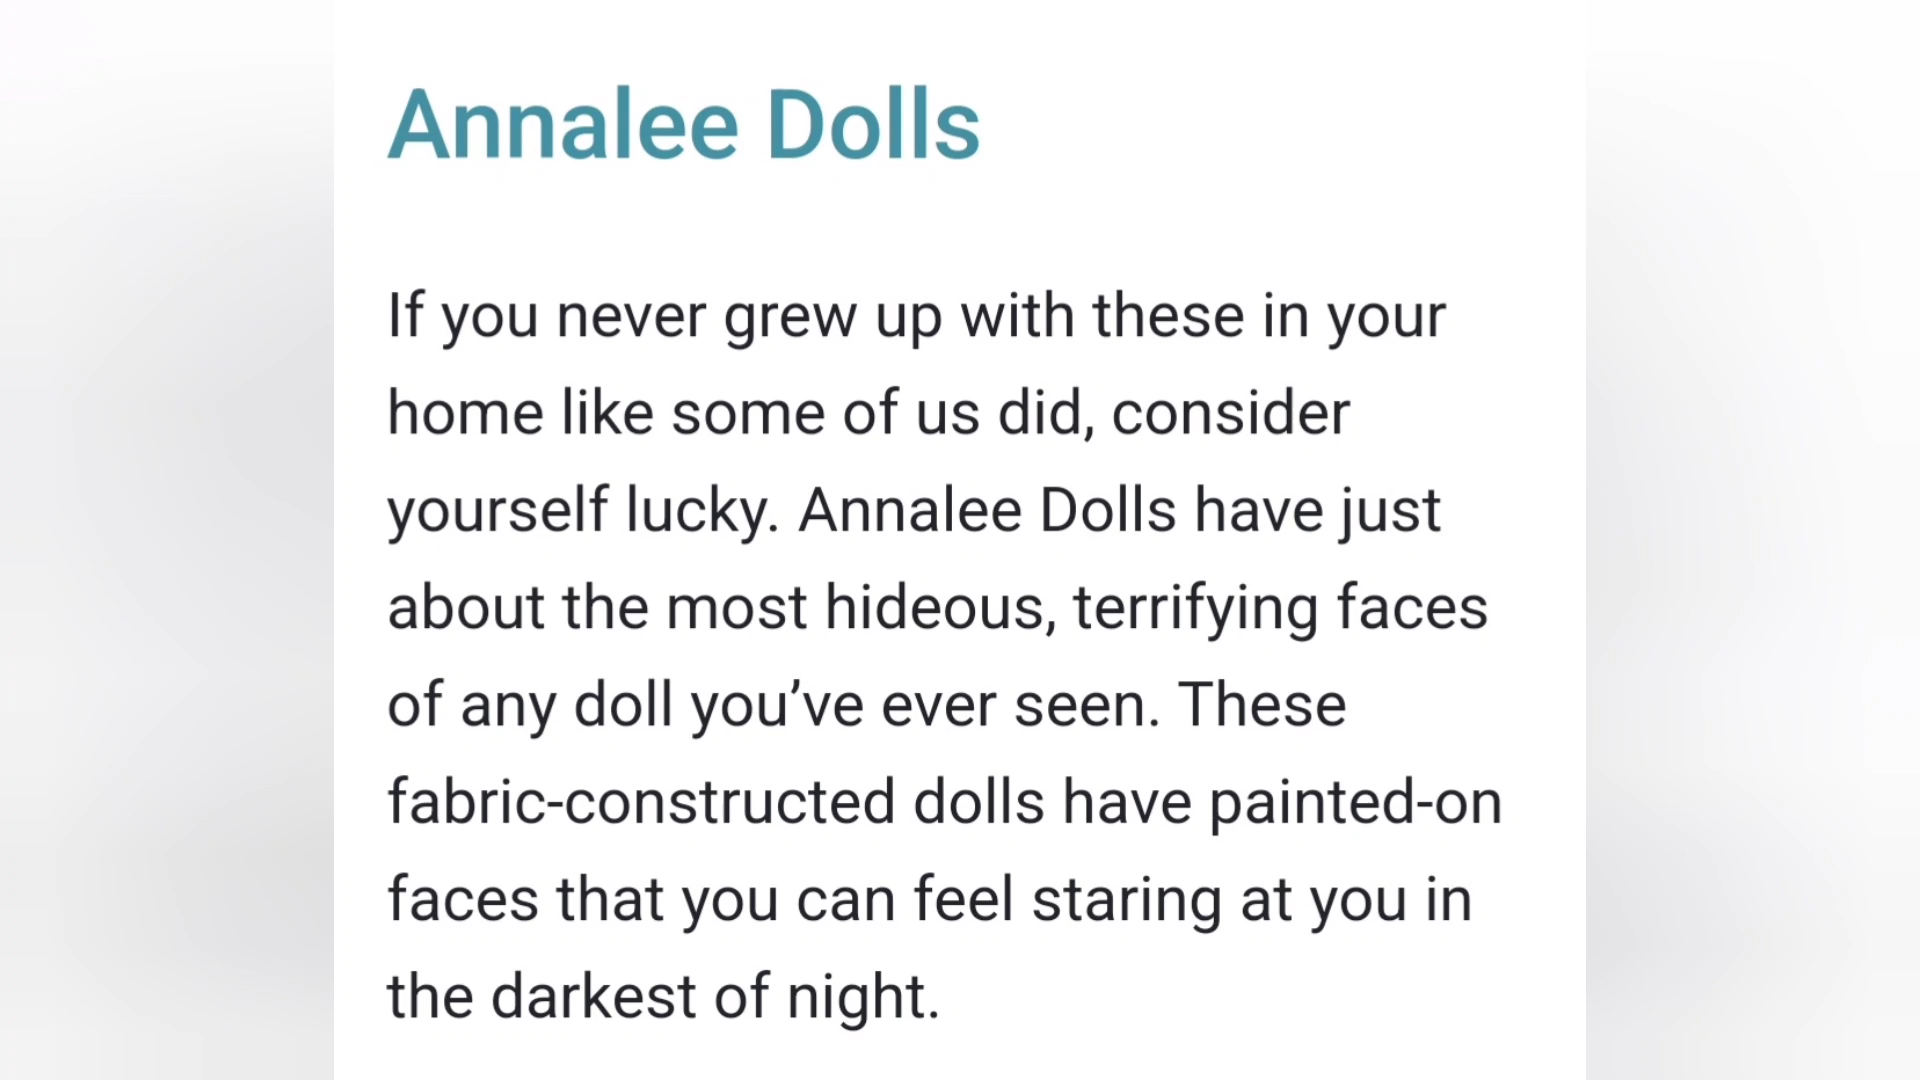 Annalee Dolls
If you never grew up with these in your
home like some of us did, consider
yourself lucky. Annalee Dolls have just
about the most hideous, terrifying faces
of any doll you’ve ever seen. These
fabric-constructed dolls have painted-on
faces that you can feel staring at you in
the darkest of night.